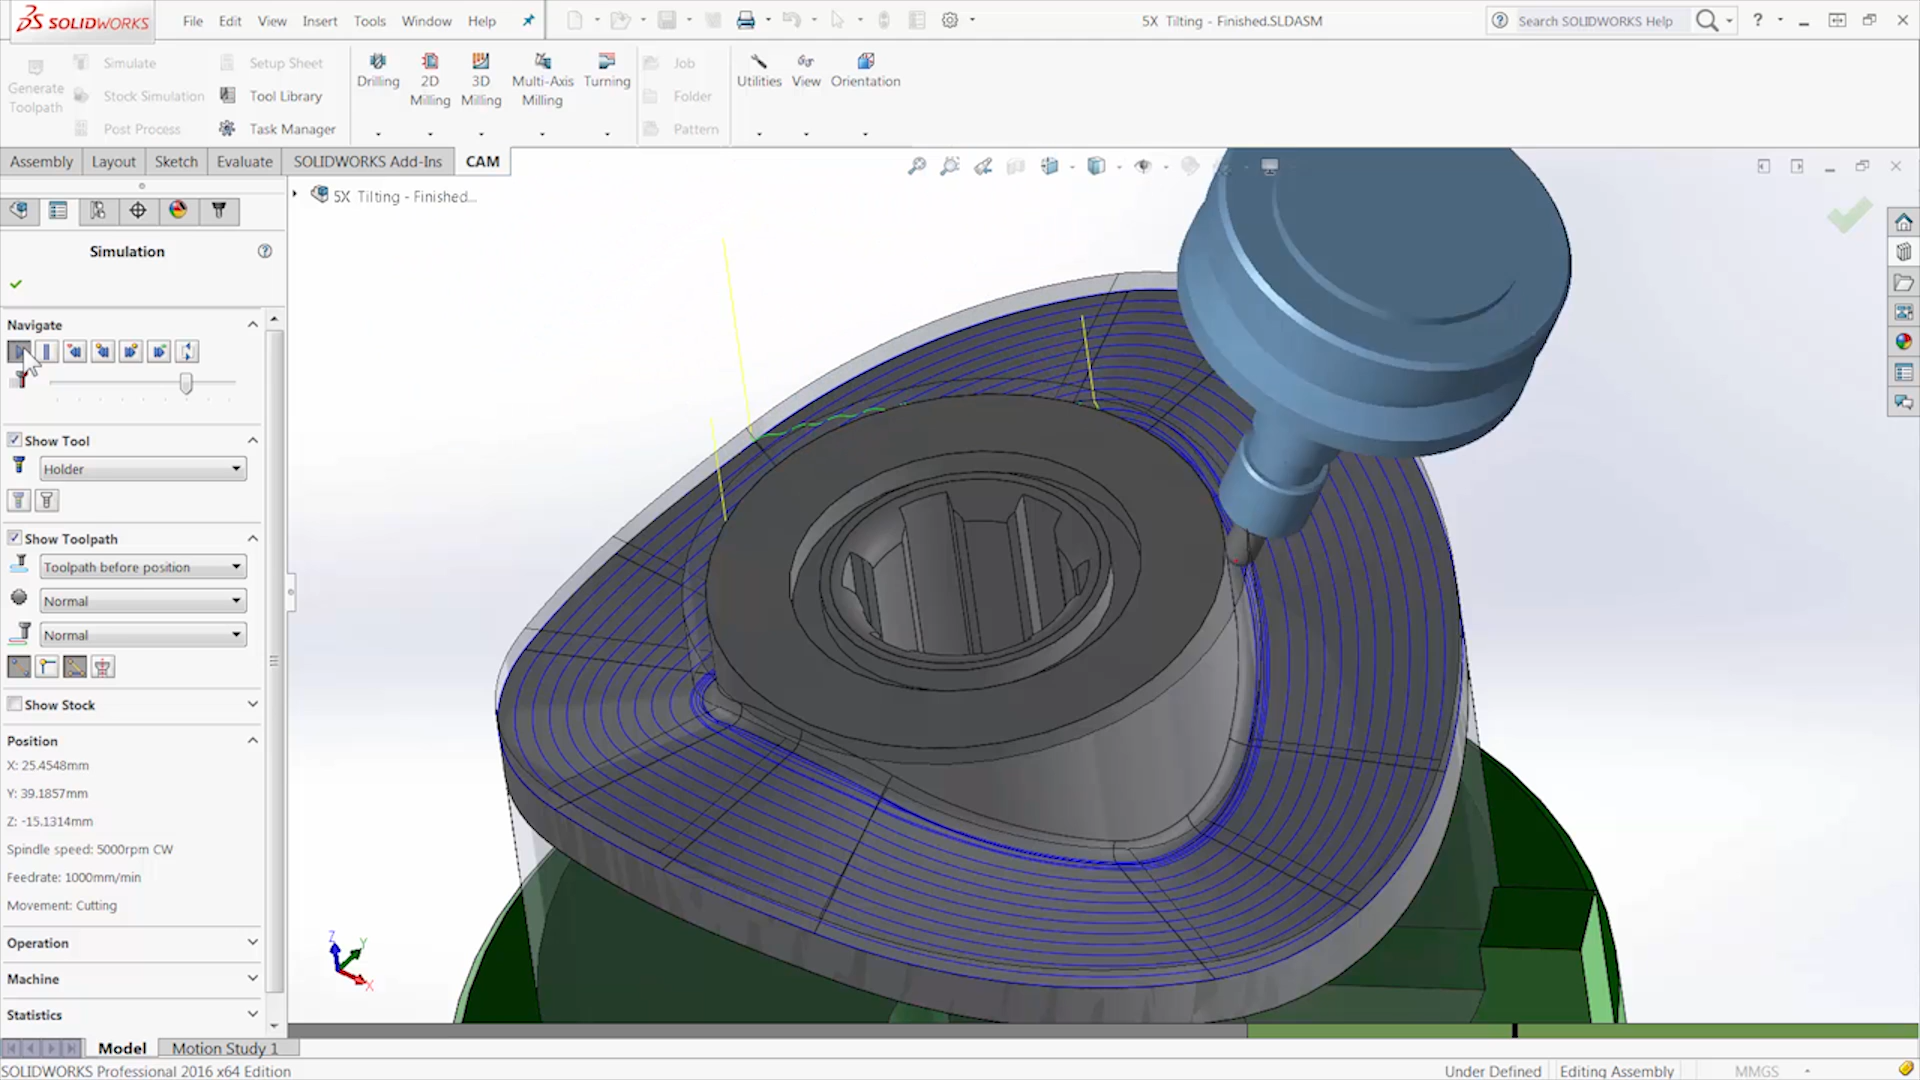 SOLIDWORKS
File Edit View Insert Tools Window Help
5X Tilting - Finished.SLDASM
Search SOLIDWORKS Help
Generate Toolpath
Simulate
Stock Simulation
Post Process
Setup Sheet
Tool Library
Task Manager
Drilling
2D Milling
3D Milling
Multi-Axis Milling
Turning
Job
Folder
Pattern
Utilities
View
Orientation
Assembly Layout Sketch Evaluate SOLIDWORKS Add-Ins CAM
5X Tilting - Finished...
Simulation
Navigate
Show Tool
Holder
Show Toolpath
Toolpath before position
Normal
Normal
Show Stock
Position
X: 25.4548mm
Y: 39.1857mm
Z: -15.1314mm
Spindle speed: 5000rpm CW
Feedrate: 1000mm/min
Movement: Cutting
Operation
Machine
Statistics
Z
Y
X
Model Motion Study 1
SOLIDWORKS Professional 2016 x64 Edition
Under Defined Editing Assembly MMGS